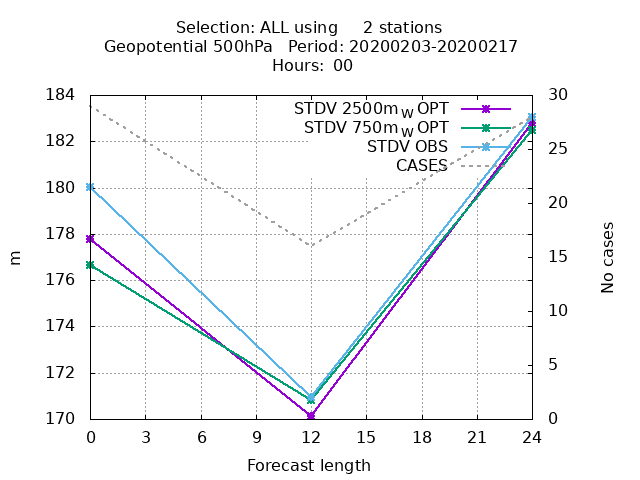 Selection: ALL using     2 stations
Geopotential 500hPa   Period: 20200203-20200217
Hours:  00
184
182
180
178
176
174
172
170
30
25
20
15
10
5
0
STDV 2500m W OPT
STDV 750m W OPT
STDV OBS
CASES
m
No cases
0 3 6 9 12 15 18 21 24
Forecast length